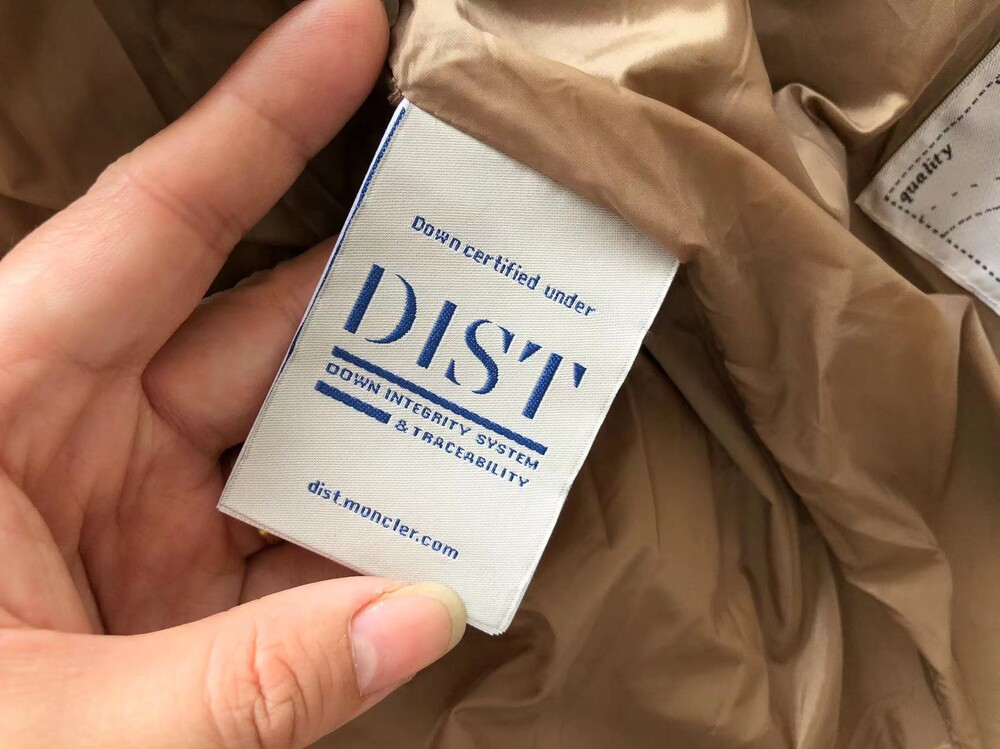 Down certified under
DIST
DOWN INTEGRITY SYSTEM
& TRACEABILITY
dist.moncler.com
quality